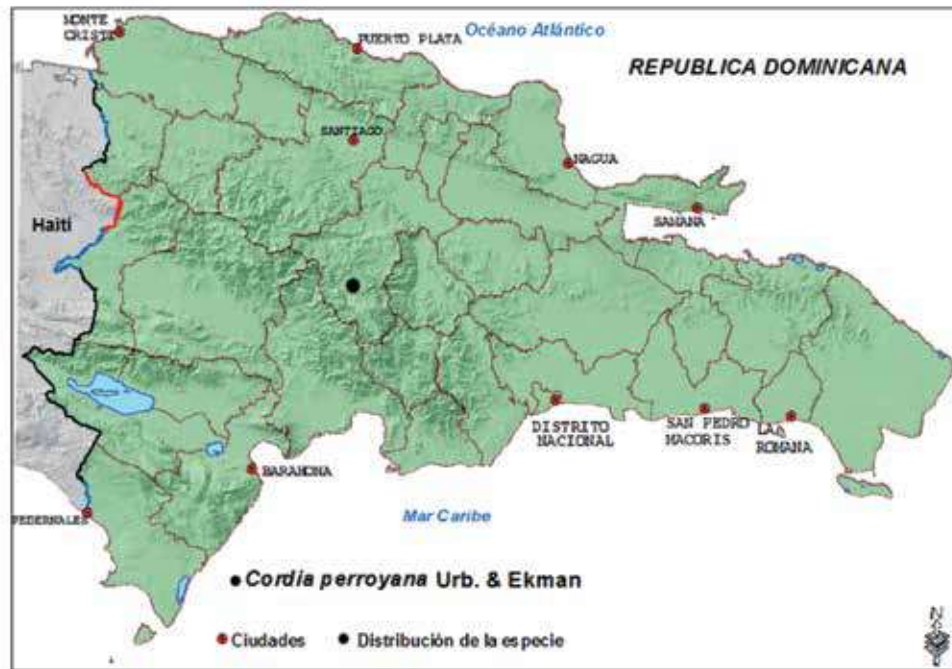 MONTE
CRISTI
PUERTO PLATA
Océano Atlántico
REPUBLICA DOMINICANA
SANTIAGO
NAGUA
SAMANA
Haití
DISTRITO
NACIONAL
SAN PEDRO
MACORIS
LA
ROMANA
BARAHONA
PEDERNALES
Mar Caribe
Cordia perroyana Urb. & Ekman
Ciudades
Distribución de la especie